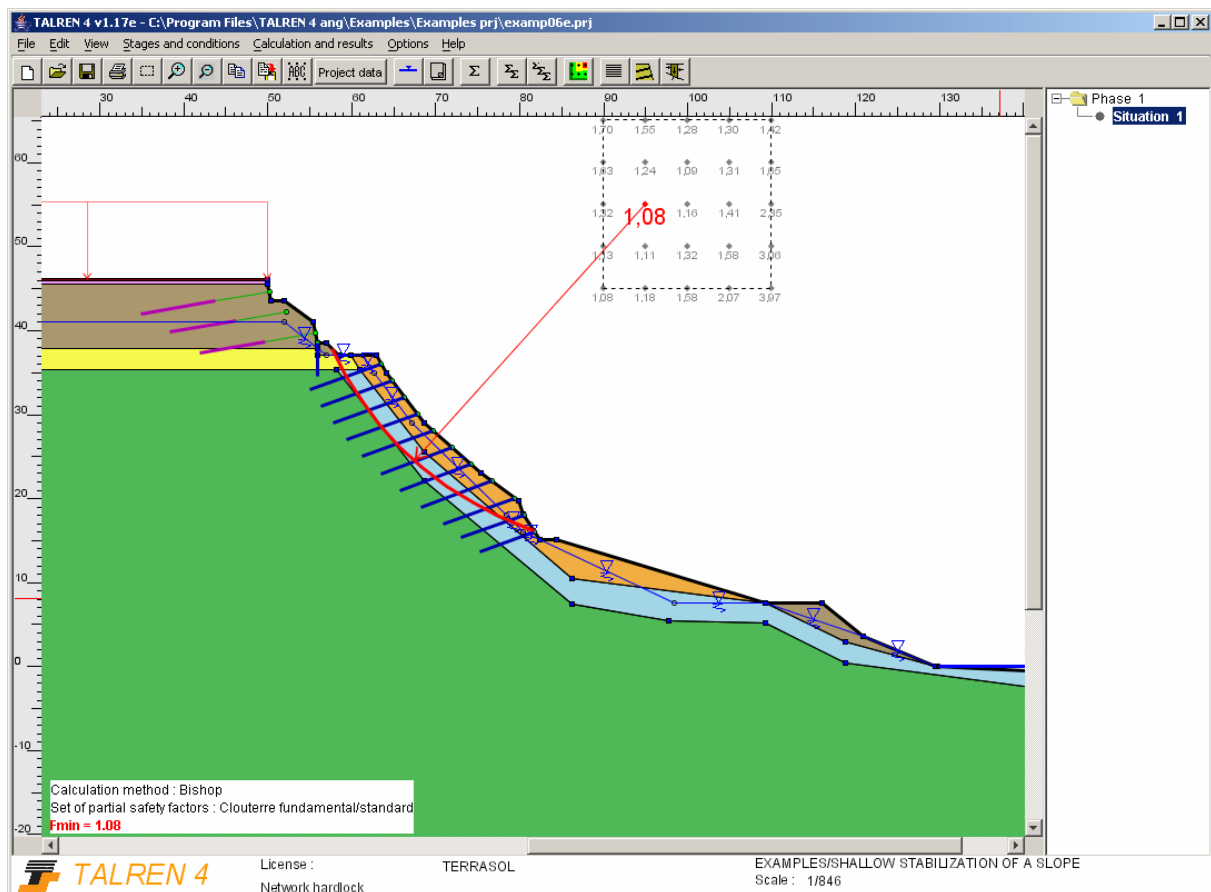 TALREN 4 v1.17e - C:\Program Files\TALREN 4 ang\Examples\Examples prj\examp06e.prj
File Edit View Stages and conditions Calculation and results Options Help
ABC Project data Σ Σ Σ Σ Σ
30 40 50 60 70 80 90 100 110 120 130
Phase 1
Situation 1
1,70 1,55 1,28 1,30 1,42
60
1,24 1,09 1,31
1,08 1,16 1,41
50
1,11 1,32 1,58 3,06
1,08 1,18 1,58 2,07 3,97
40
30
20
10
0
-10
Calculation method : Bishop
Set of partial safety factors : Clouterre fundamental/standard
Fmin = 1.08
-20
TALREN 4
License : TERRASOL
Network hardlock
EXAMPLES/SHALLOW STABILIZATION OF A SLOPE
Scale : 1/846